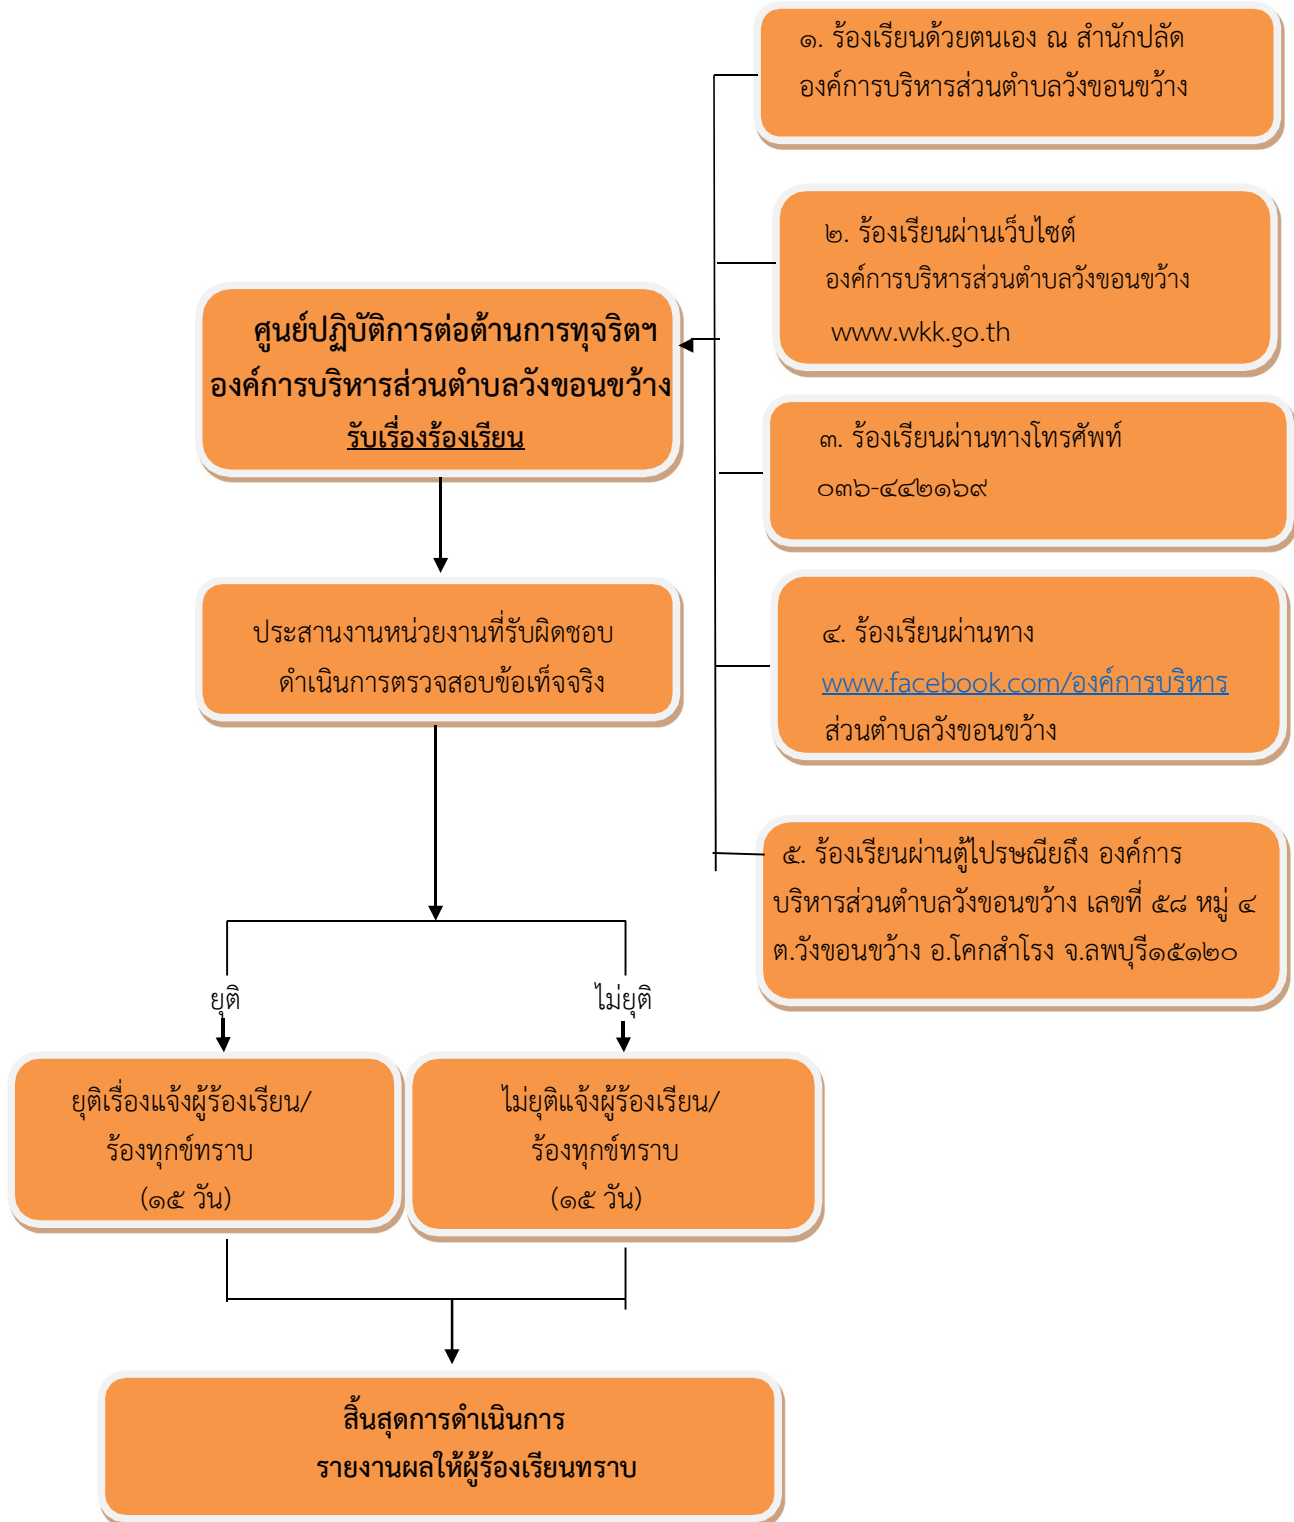 ๑. ร้องเรียนด้วยตนเอง ณ สำนักปลัด
องค์การบริหารส่วนตำบลวังขอนขว้าง
๒. ร้องเรียนผ่านเว็บไซต์
องค์การบริหารส่วนตำบลวังขอนขว้าง
www.wkk.go.th
ศูนย์ปฏิบัติการต่อต้านการทุจริตฯ
องค์การบริหารส่วนตำบลวังขอนขว้าง
รับเรื่องร้องเรียน
๓. ร้องเรียนผ่านทางโทรศัพท์
๐๓๖-๔๔๒๑๖๙
ประสานงานหน่วยงานที่รับผิดชอบ
ดำเนินการตรวจสอบข้อเท็จจริง
๔. ร้องเรียนผ่านทาง
www.facebook.com/องค์การบริหาร
ส่วนตำบลวังขอนขว้าง
๕. ร้องเรียนผ่านตู้ไปรษณียถึง องค์การ
บริหารส่วนตำบลวังขอนขว้าง เลขที่ ๕๘ หมู่ ๔
ต.วังขอนขว้าง อ.โคกสำโรง จ.ลพบุรี๑๕๑๒๐
ยุติ
ไม่ยุติ
ยุติเรื่องแจ้งผู้ร้องเรียน/
ร้องทุกข์ทราบ
(๑๕ วัน)
ไม่ยุติแจ้งผู้ร้องเรียน/
ร้องทุกข์ทราบ
(๑๕ วัน)
สิ้นสุดการดำเนินการ
รายงานผลให้ผู้ร้องเรียนทราบ